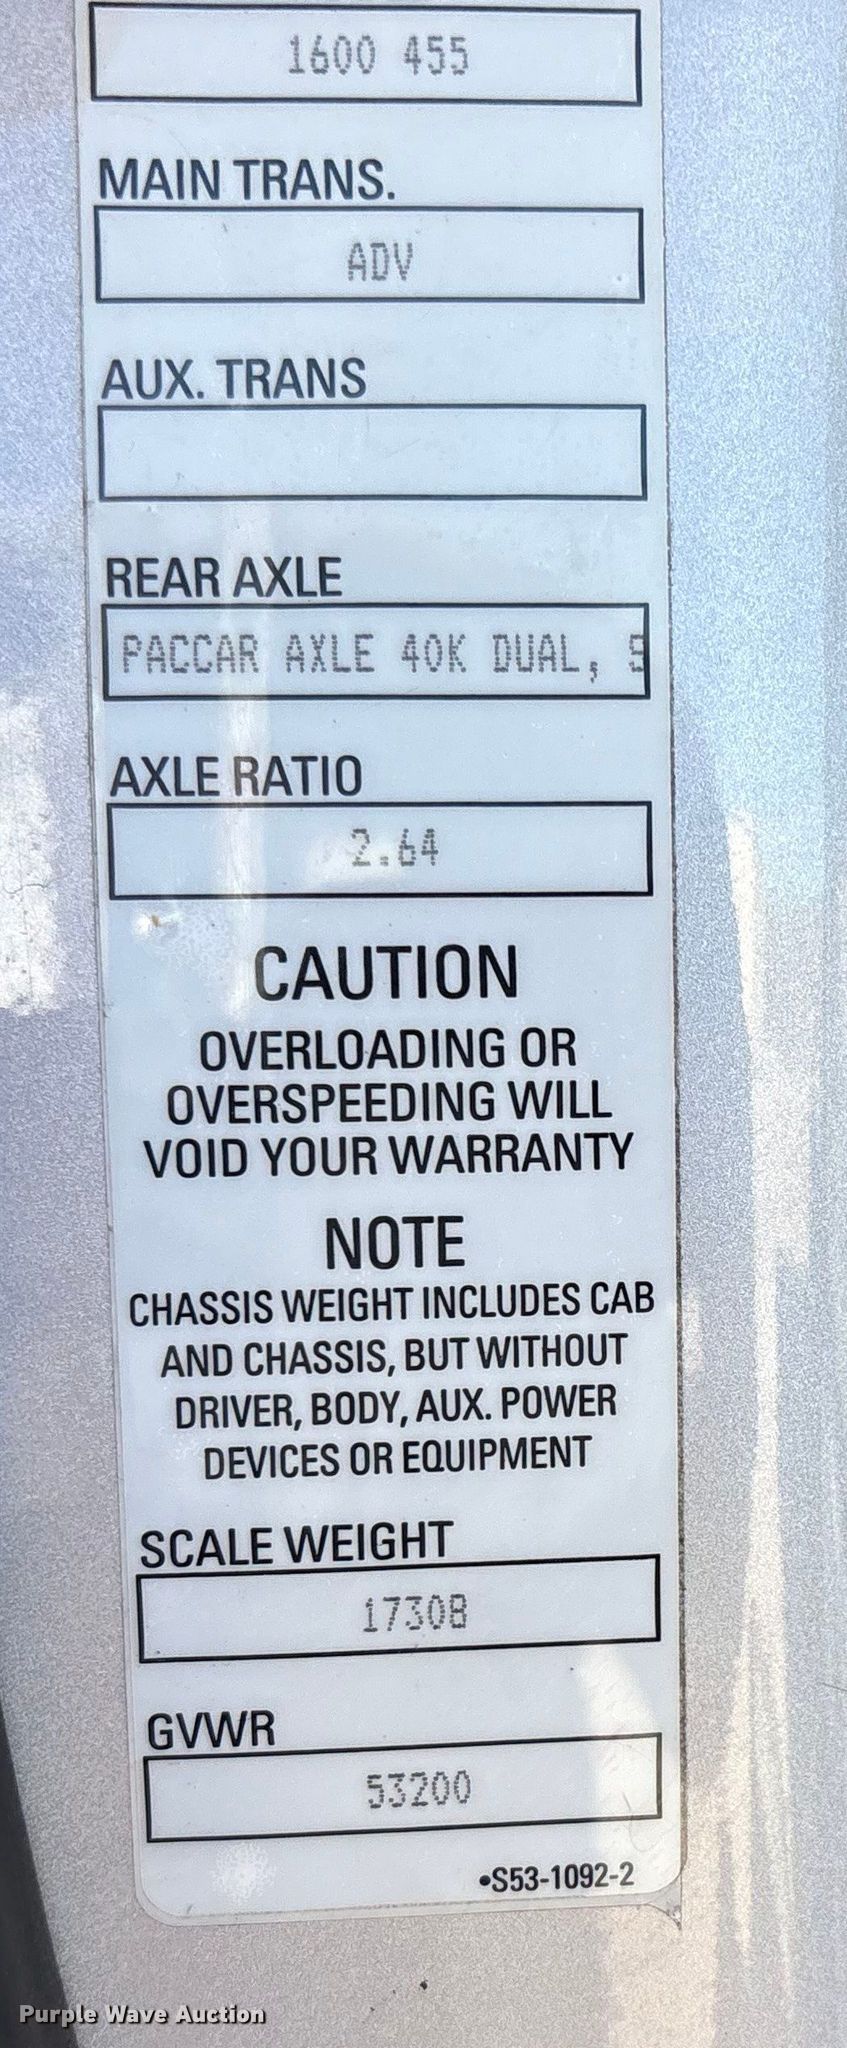 1600 455
MAIN TRANS.
ADV
AUX. TRANS
REAR AXLE
PACCAR AXLE 40K DUAL, S
AXLE RATIO
2.64
CAUTION
OVERLOADING OR
OVERSPEEDING WILL
VOID YOUR WARRANTY
NOTE
CHASSIS WEIGHT INCLUDES CAB
AND CHASSIS, BUT WITHOUT
DRIVER, BODY, AUX. POWER
DEVICES OR EQUIPMENT
SCALE WEIGHT
17308
GVWR
53200
•S53-1092-2
Purple Wave Auction